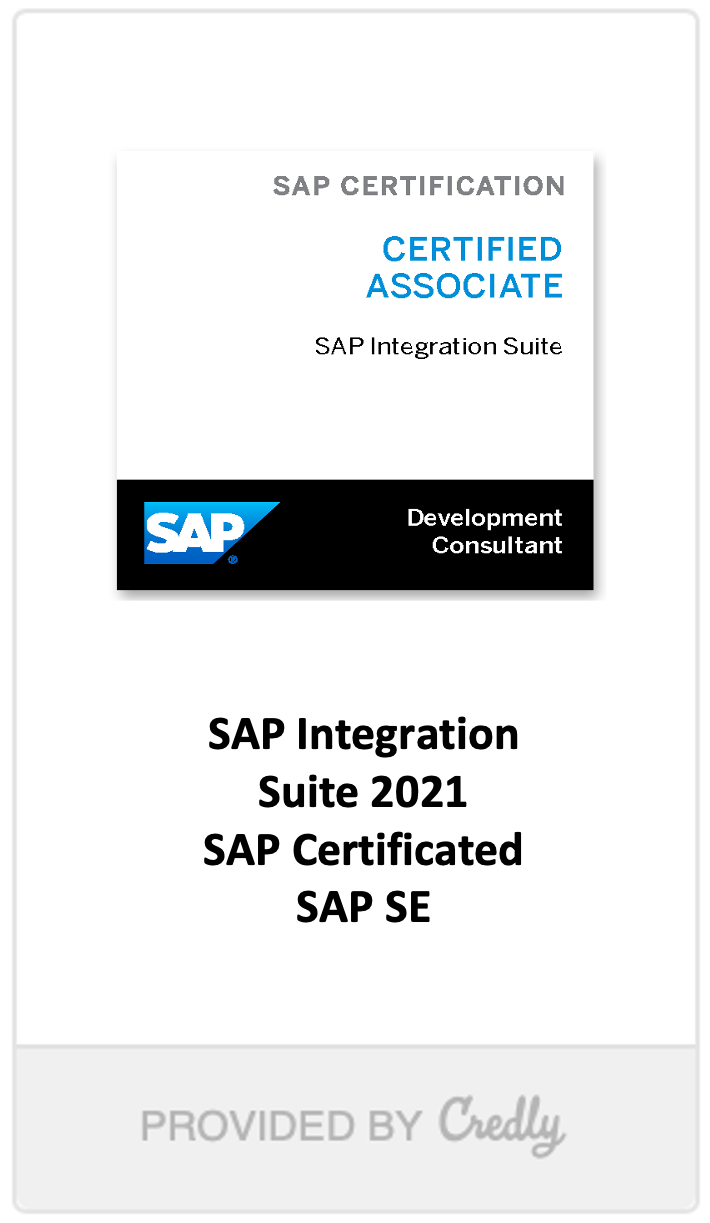 SAP CERTIFICATION
CERTIFIED
ASSOCIATE
SAP Integration Suite
SAP®
Development
Consultant
SAP Integration
Suite 2021
SAP Certificated
SAP SE
PROVIDED BY Credly